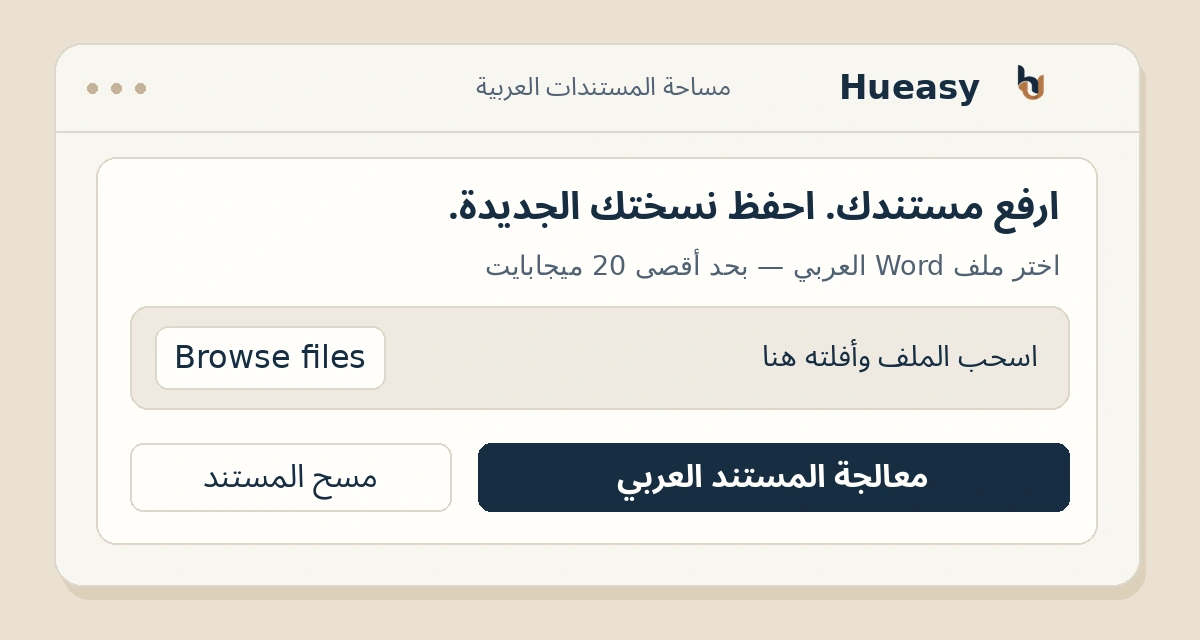 Hueasy
مساحة المستندات العربية
ارفع مستندك. احفظ نسختك الجديدة.
اختر ملف Word العربي — بحد أقصى 20 ميجابايت
اسحب الملف وأفلته هنا
Browse files
معالجة المستند العربي
مسح المستند